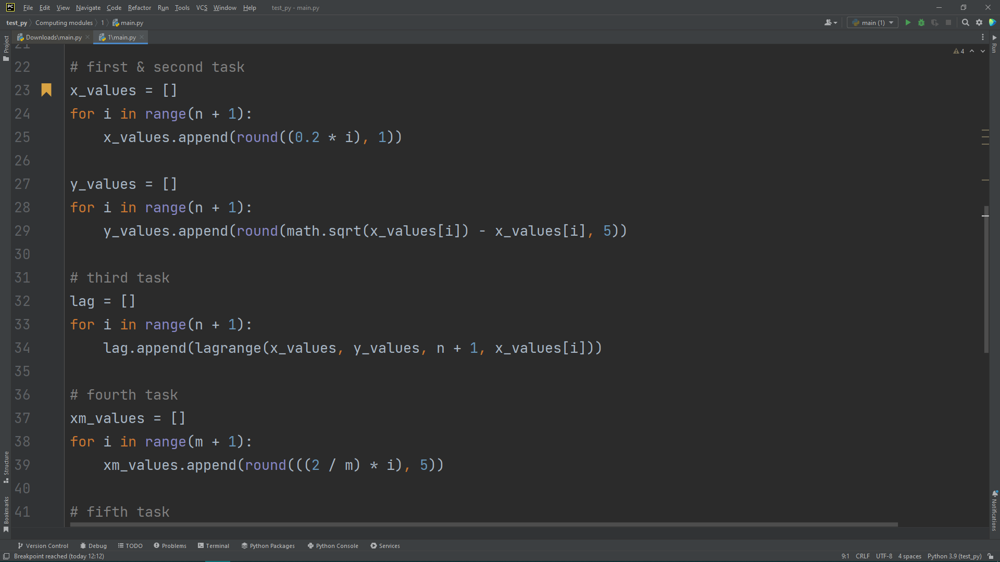 PC File Edit View Navigate Code Refactor Run Tools VCS Window Help test_py - main.py
test_py Computing modules 1 main.py main (1)
Downloads\main.py 1\main.py
Project
Run
4
21
22 # first & second task
23 x_values = []
24 for i in range(n + 1):
25     x_values.append(round((0.2 * i), 1))
26
27 y_values = []
28 for i in range(n + 1):
29     y_values.append(round(math.sqrt(x_values[i]) - x_values[i], 5))
30
31 # third task
32 lag = []
33 for i in range(n + 1):
34     lag.append(lagrange(x_values, y_values, n + 1, x_values[i]))
35
36 # fourth task
37 xm_values = []
38 for i in range(m + 1):
39     xm_values.append(round(((2 / m) * i), 5))
40
41 # fifth task
Structure
Bookmarks
Notifications
Version Control Debug TODO Problems Terminal Python Packages Python Console Services
Breakpoint reached (today 12:12) 9:1 CRLF UTF-8 4 spaces Python 3.9 (test_py)